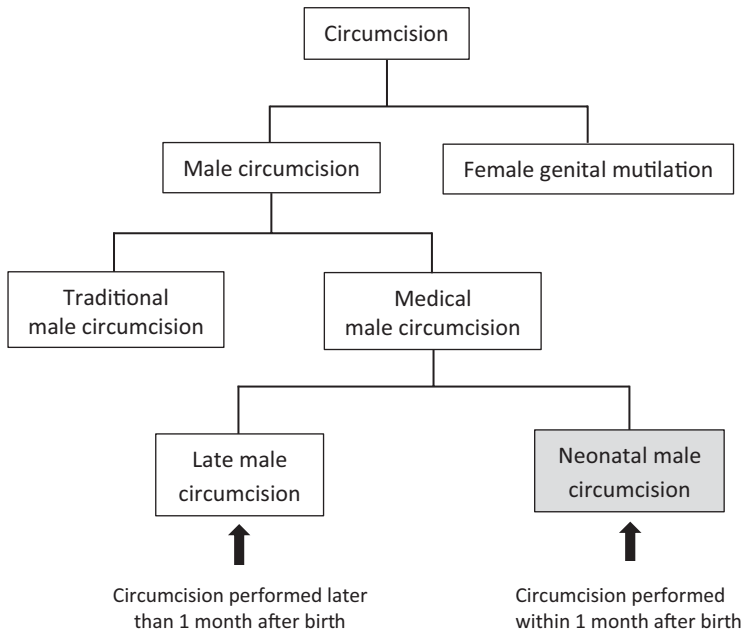 Circumcision
Male circumcision
Female genital mutilation
Traditional
male circumcision
Medical
male circumcision
Late male
circumcision
Neonatal male
circumcision
Circumcision performed later
than 1 month after birth
Circumcision performed
within 1 month after birth